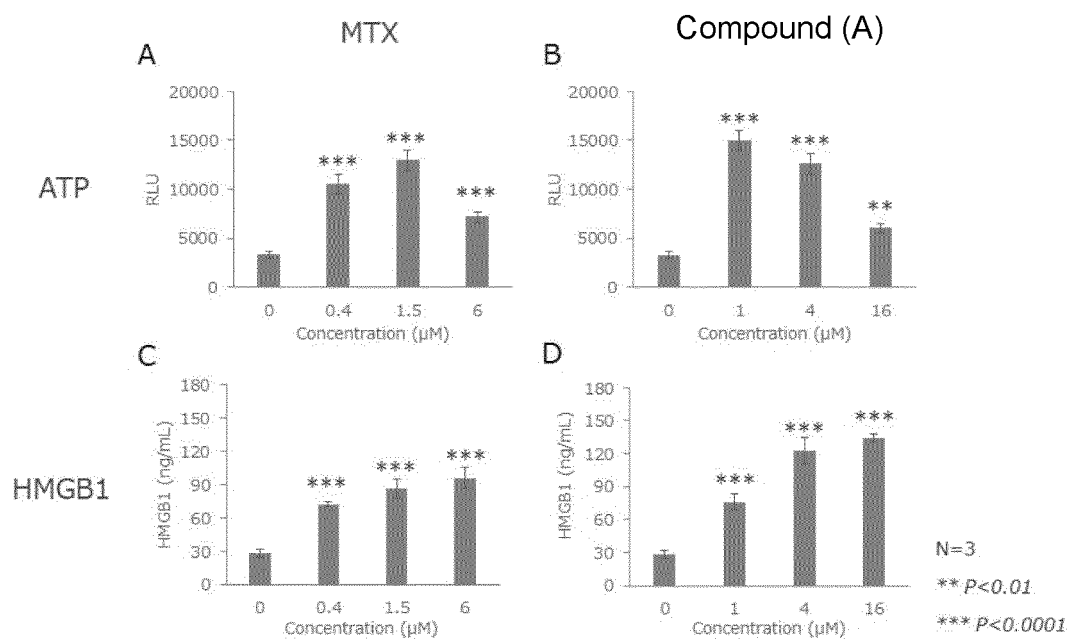 MTX
Compound (A)
A
B
ATP
RLU
20000
15000
10000
5000
0
***
***
***
0
0.4
1.5
6
Concentration (µM)
RLU
20000
15000
10000
5000
0
***
***
**
0
1
4
16
Concentration (µM)
C
D
HMGB1
HMGB1 (ng/mL)
180
150
120
90
60
30
0
***
***
***
0
0.4
1.5
6
Concentration (µM)
HMGB1 (ng/mL)
180
150
120
90
60
30
0
***
***
***
0
1
4
16
Concentration (µM)
N=3
** P<0.01
*** P<0.0001